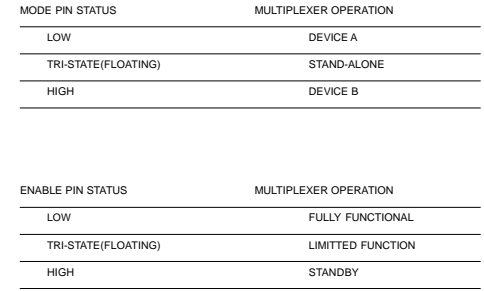 MODE PIN STATUS MULTIPLEXER OPERATION
LOW DEVICE A
TRI-STATE(FLOATING) STAND-ALONE
HIGH DEVICE B
ENABLE PIN STATUS MULTIPLEXER OPERATION
LOW FULLY FUNCTIONAL
TRI-STATE(FLOATING) LIMITTED FUNCTION
HIGH STANDBY